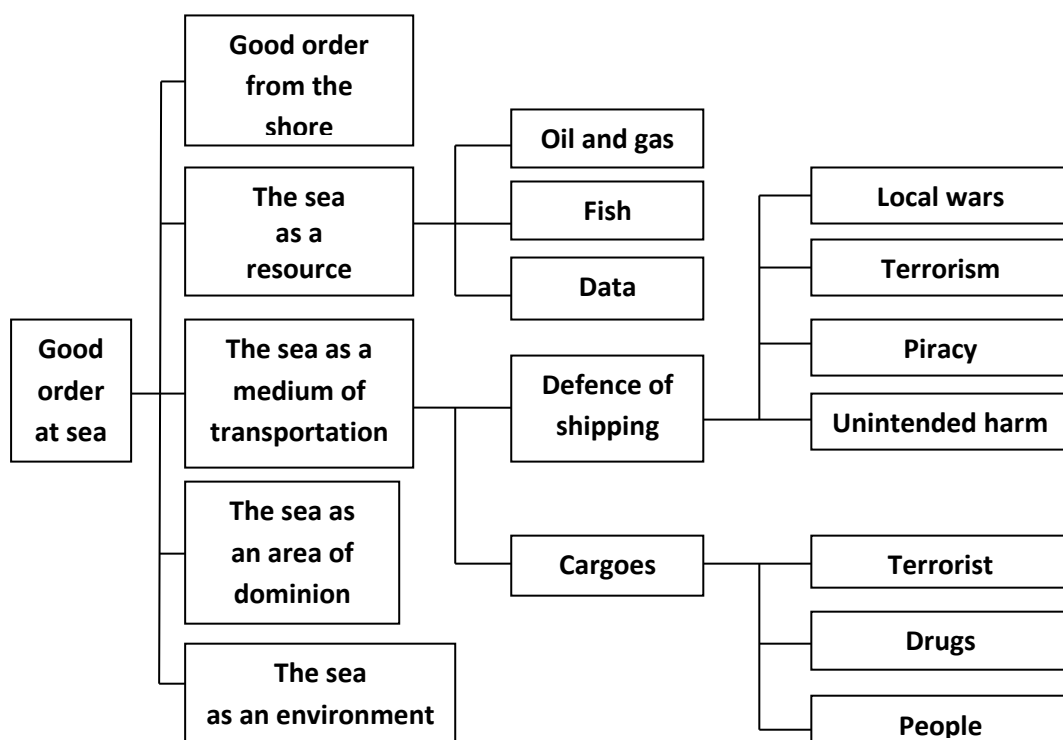 Good order
from the
shore
The sea
as a
resource
Oil and gas
Fish
Data
Local wars
Terrorism
Piracy
Unintended harm
Good
order
at sea
The sea as a
medium of
transportation
Defence of
shipping
The sea as
an area of
dominion
Cargoes
Terrorist
Drugs
People
The sea
as an environment